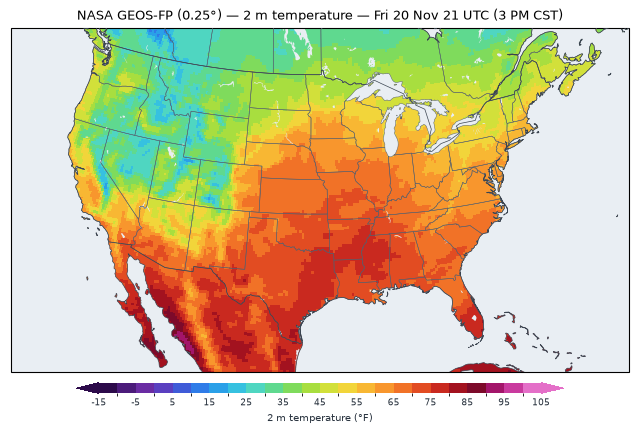 NASA GEOS-FP (0.25°) — 2 m temperature — Fri 20 Nov 21 UTC (3 PM CST)
-15 -5 5 15 25 35 45 55 65 75 85 95 105
2 m temperature (°F)